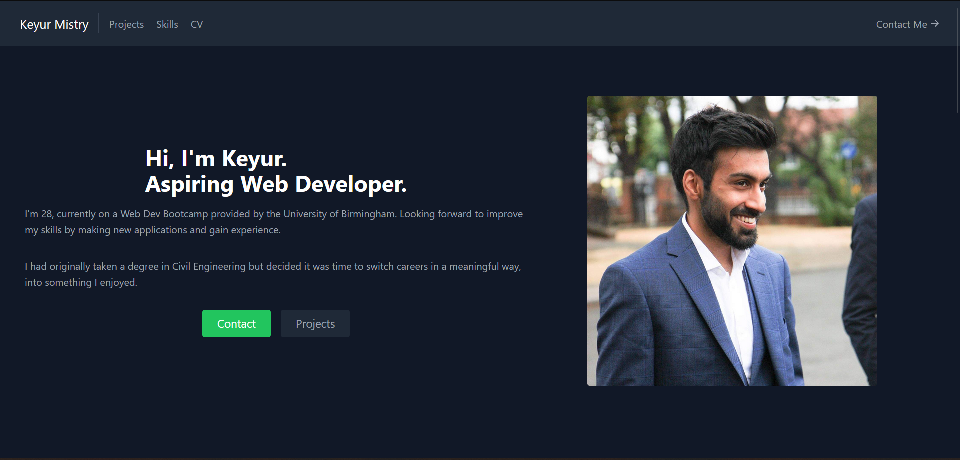 Keyur Mistry Projects Skills CV Contact Me →
Hi, I'm Keyur.
Aspiring Web Developer.
I'm 28, currently on a Web Dev Bootcamp provided by the University of Birmingham. Looking forward to improve
my skills by making new applications and gain experience.
I had originally taken a degree in Civil Engineering but decided it was time to switch careers in a meaningful way,
into something I enjoyed.
Contact Projects